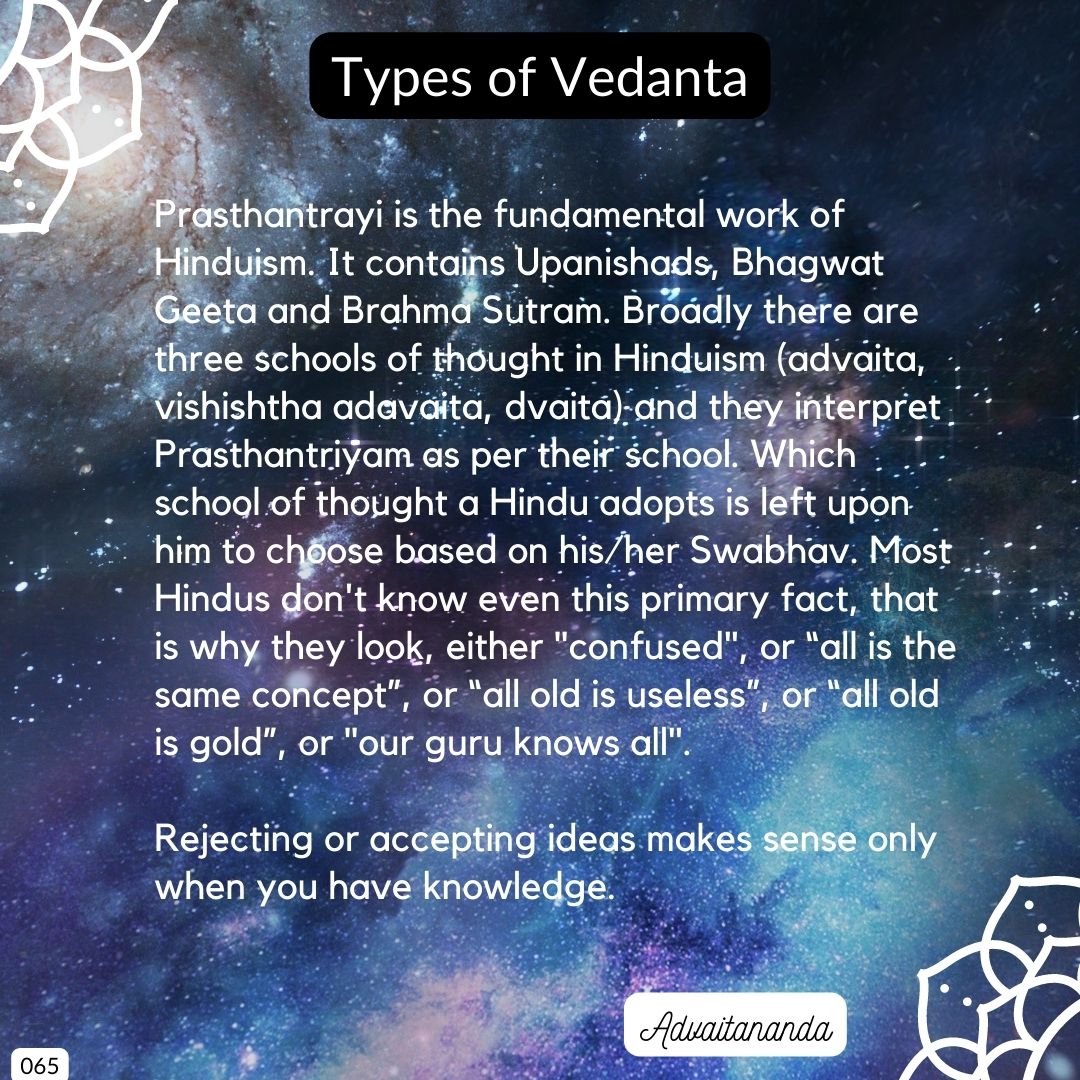 Types of Vedanta
Prasthantrayi is the fundamental work of
Hinduism. It contains Upanishads, Bhagwat
Geeta and Brahma Sutram. Broadly there are
three schools of thought in Hinduism (advaita,
vishishtha adavaita, dvaita) and they interpret
Prasthantriyam as per their school. Which
school of thought a Hindu adopts is left upon
him to choose based on his/her Swabhav. Most
Hindus don't know even this primary fact, that
is why they look, either "confused", or “all is the
same concept”, or “all old is useless”, or “all old
is gold”, or "our guru knows all".
Rejecting or accepting ideas makes sense only
when you have knowledge.
Advaitananda
065